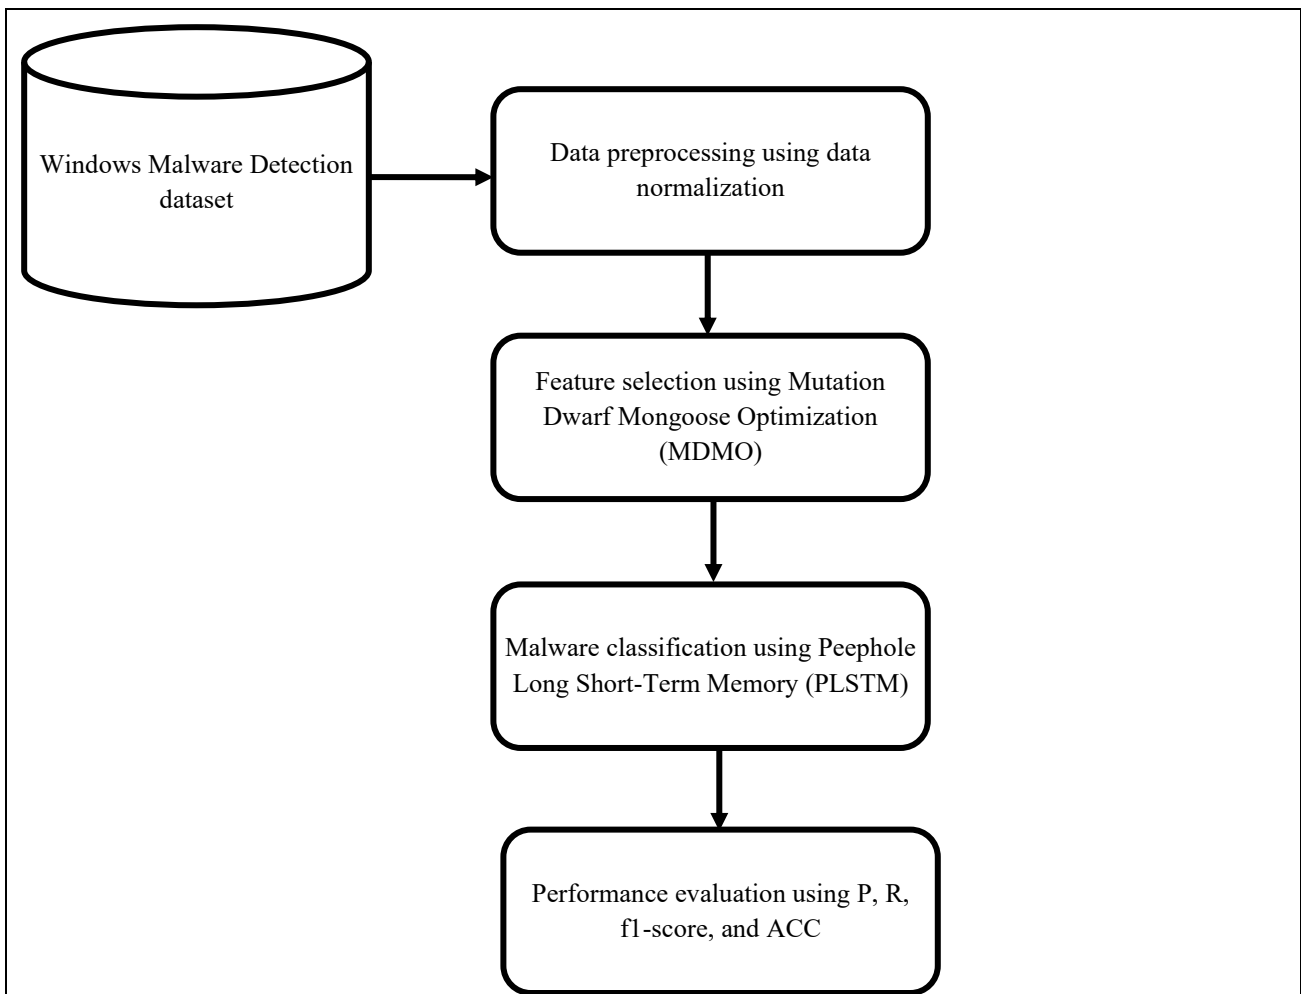 Windows Malware Detection
dataset
Data preprocessing using data
normalization
Feature selection using Mutation
Dwarf Mongoose Optimization
(MDMO)
Malware classification using Peephole
Long Short-Term Memory (PLSTM)
Performance evaluation using P, R,
f1-score, and ACC